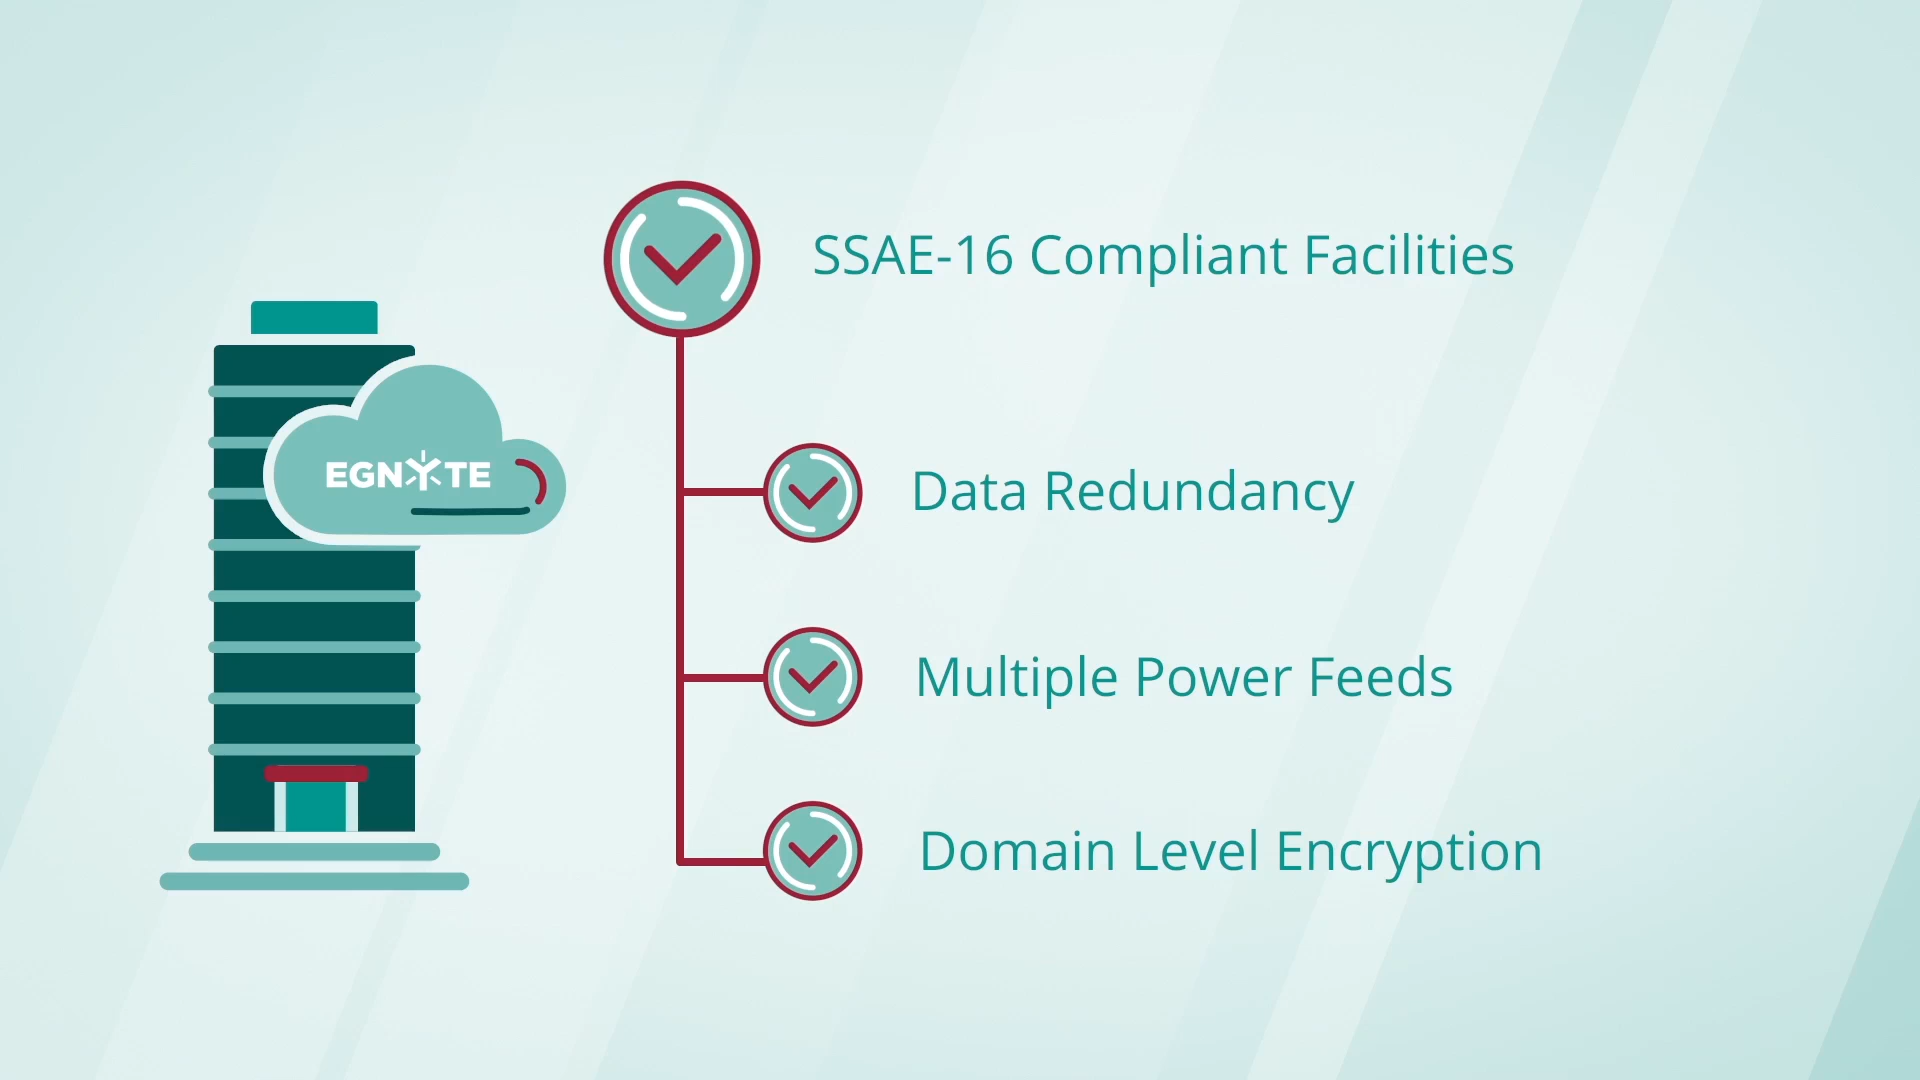 SSAE-16 Compliant Facilities
EGNYTE
Data Redundancy
Multiple Power Feeds
Domain Level Encryption